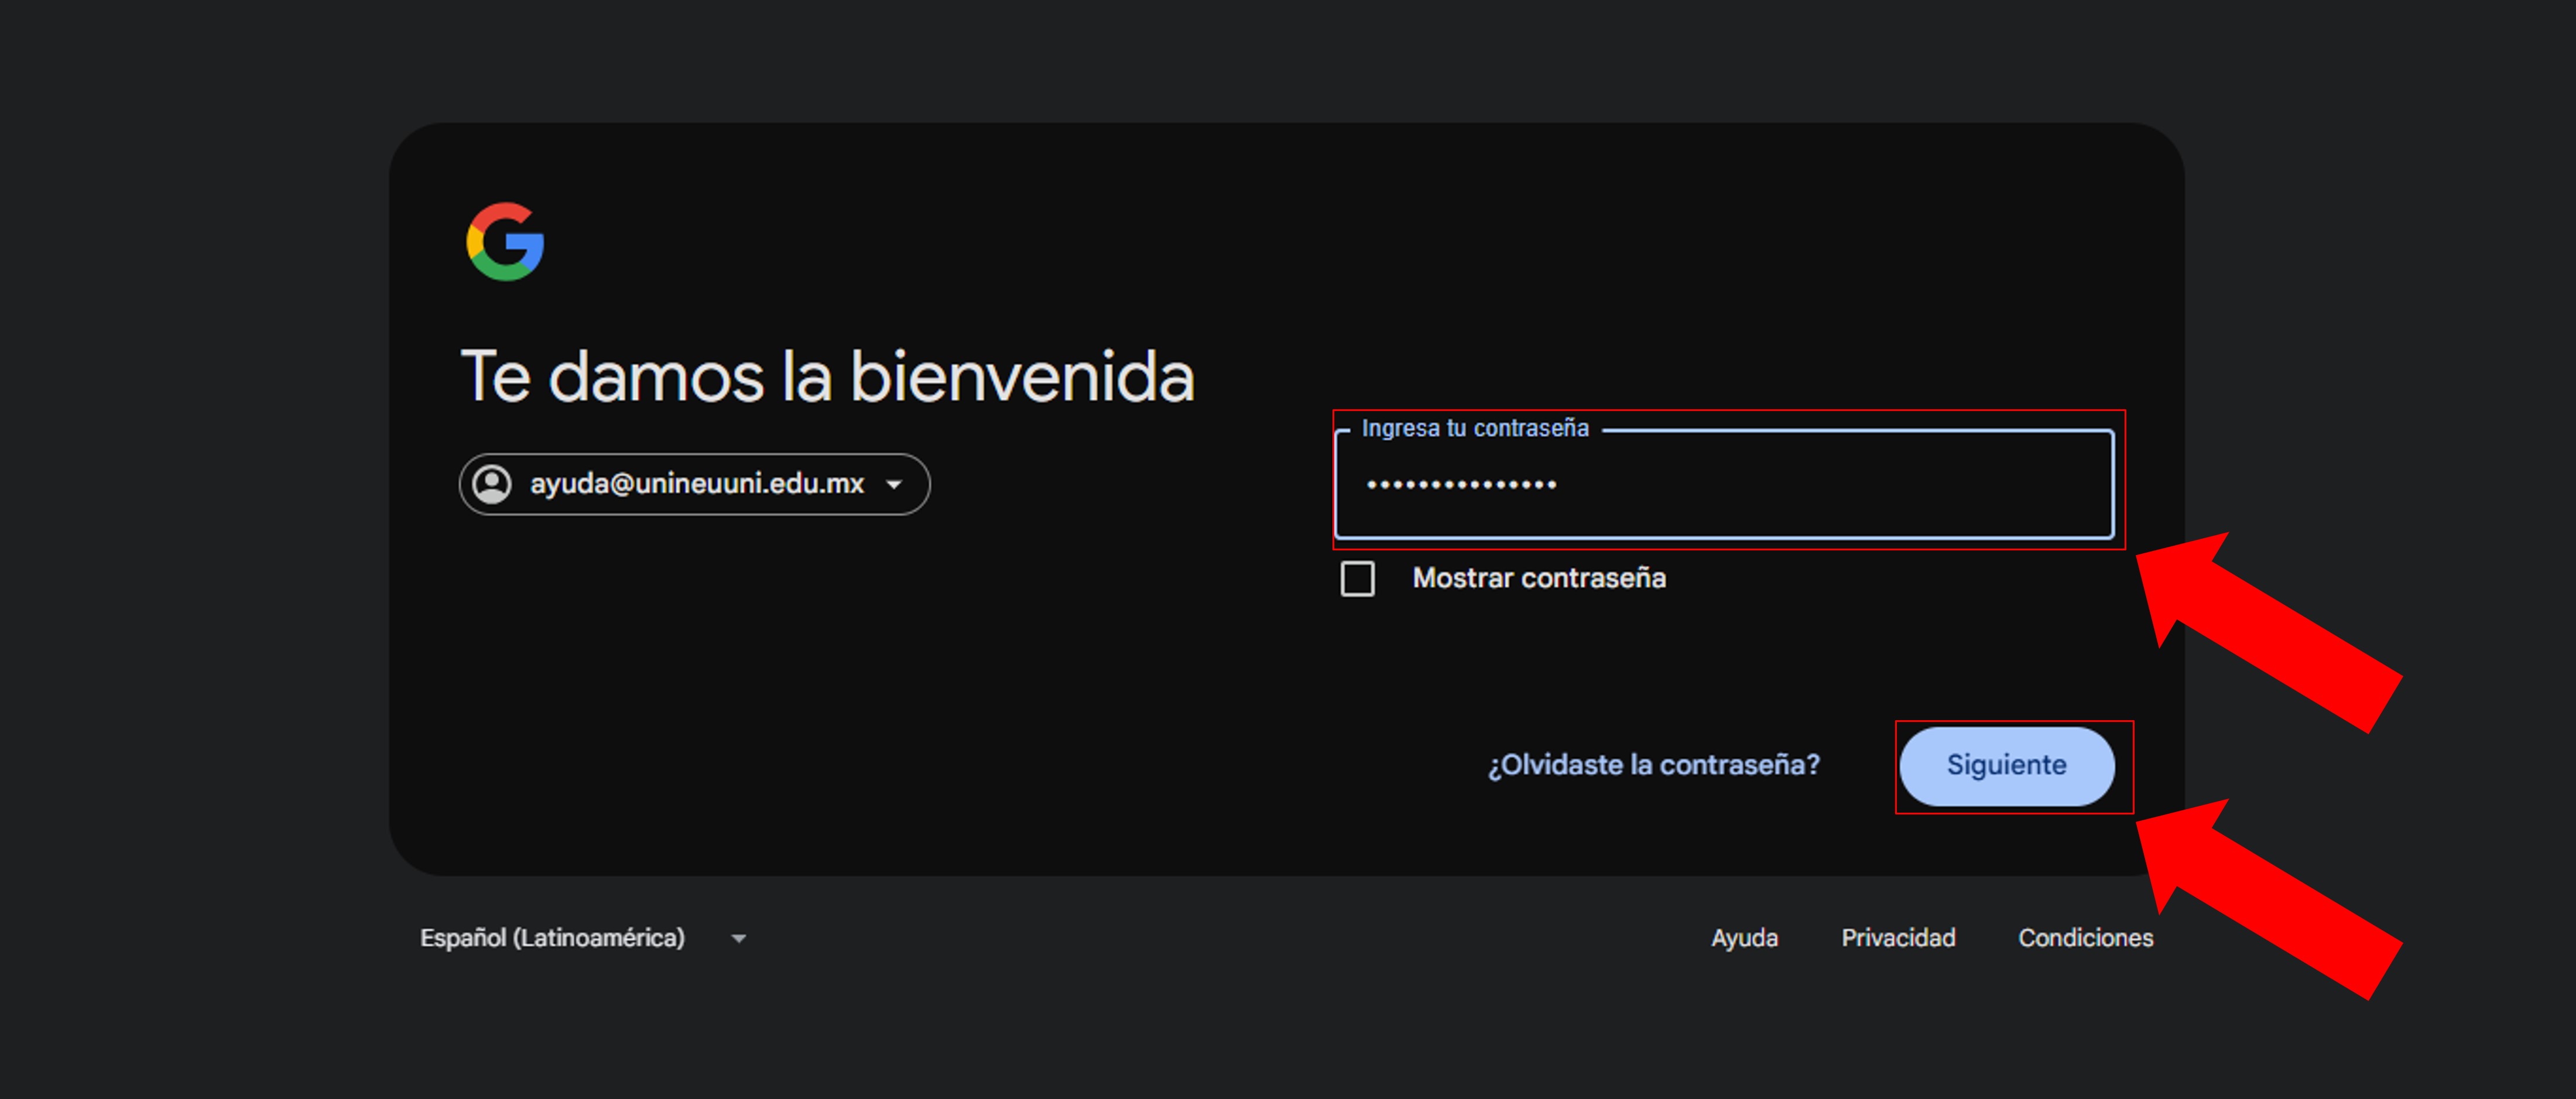 Te damos la bienvenida
ayuda@unineuuni.edu.mx
Ingresa tu contraseña
•••••••••••••••
Mostrar contraseña
¿Olvidaste la contraseña?
Siguiente
Español (Latinoamérica)
Ayuda
Privacidad
Condiciones